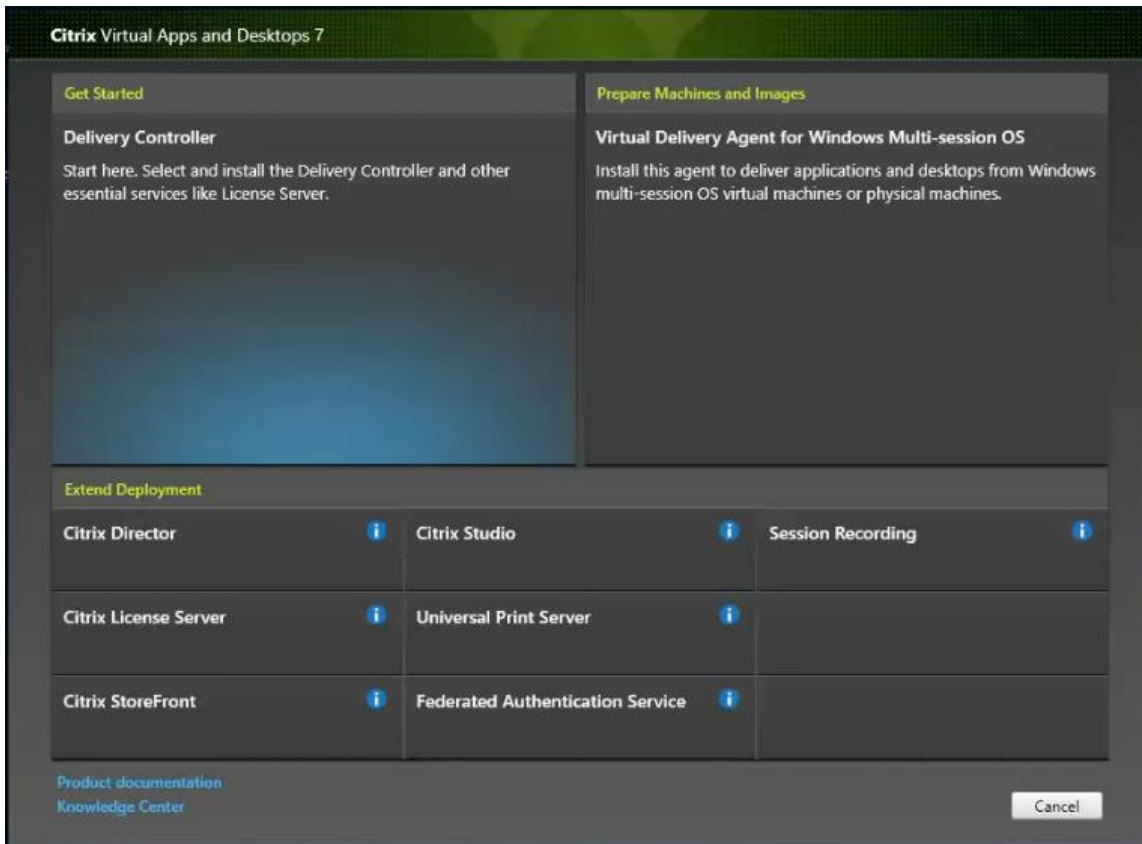 Citrix Virtual Apps and Desktops 7
Get Started
Delivery Controller
Start here. Select and install the Delivery Controller and other
essential services like License Server.
Prepare Machines and Images
Virtual Delivery Agent for Windows Multi-session OS
Install this agent to deliver applications and desktops from Windows
multi-session OS virtual machines or physical machines.
Extend Deployment
Citrix Director
Citrix Studio
Session Recording
Citrix License Server
Universal Print Server
Citrix StoreFront
Federated Authentication Service
Product documentation
Knowledge Center
Cancel